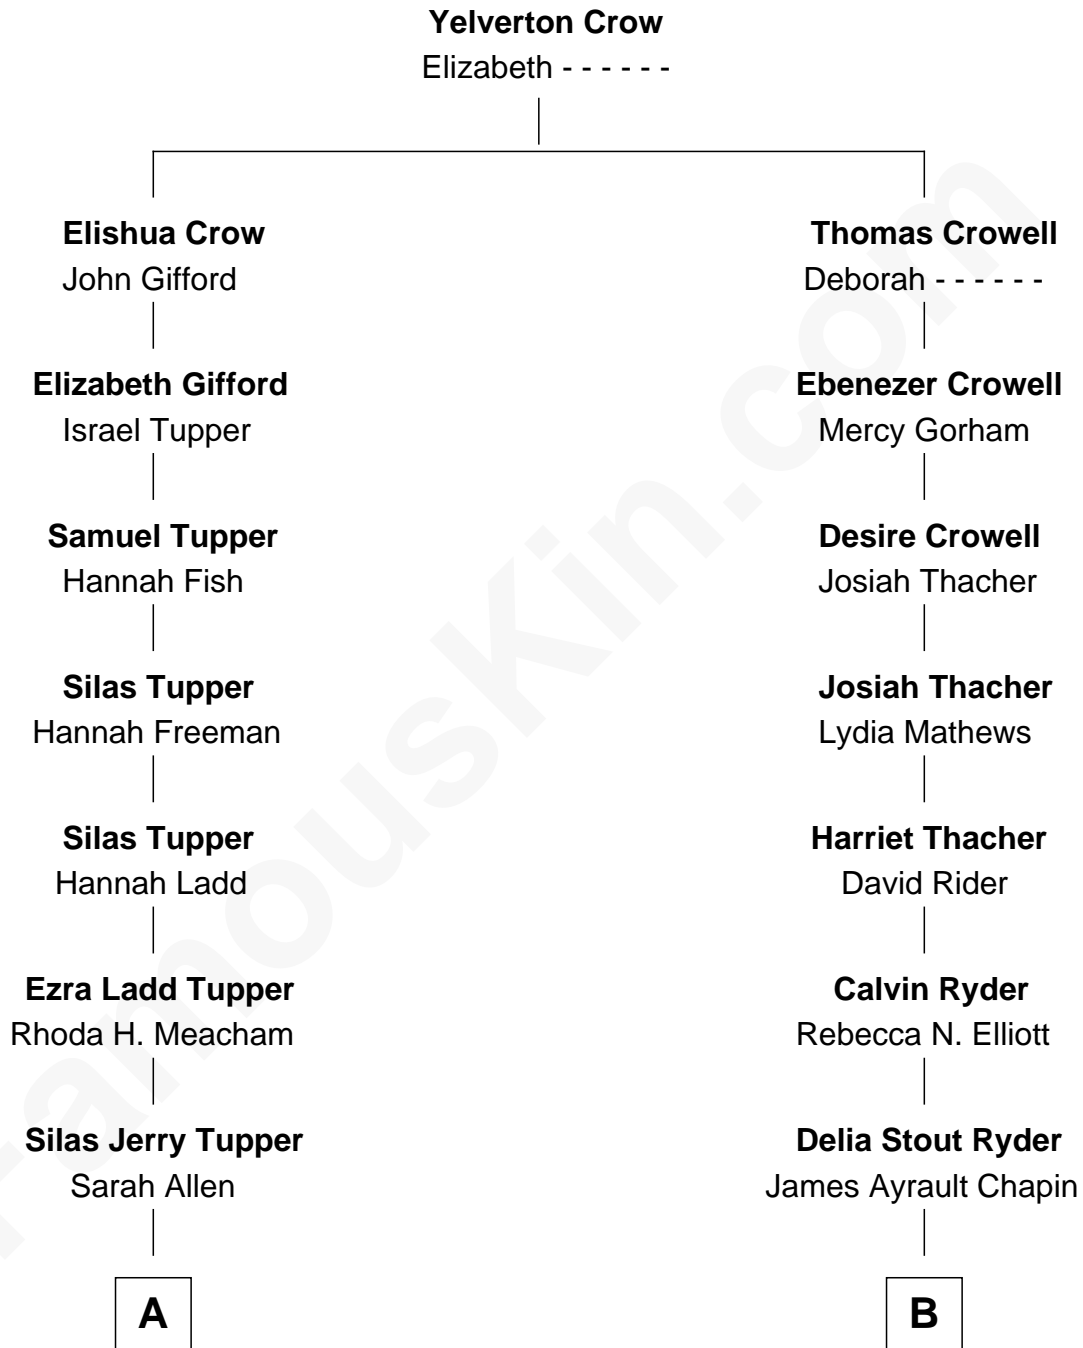 Yelverton Crow
Elizabeth - - - - - -
Elishua Crow
John Gifford
Elizabeth Gifford
Israel Tupper
Samuel Tupper
Hannah Fish
Silas Tupper
Hannah Freeman
Silas Tupper
Hannah Ladd
Ezra Ladd Tupper
Rhoda H. Meacham
Silas Jerry Tupper
Sarah Allen
A
Thomas Crowell
Deborah - - - - - -
Ebenezer Crowell
Mercy Gorham
Desire Crowell
Josiah Thacher
Josiah Thacher
Lydia Mathews
Harriet Thacher
David Rider
Calvin Ryder
Rebecca N. Elliott
Delia Stout Ryder
James Ayrault Chapin
B
FamousKin.com